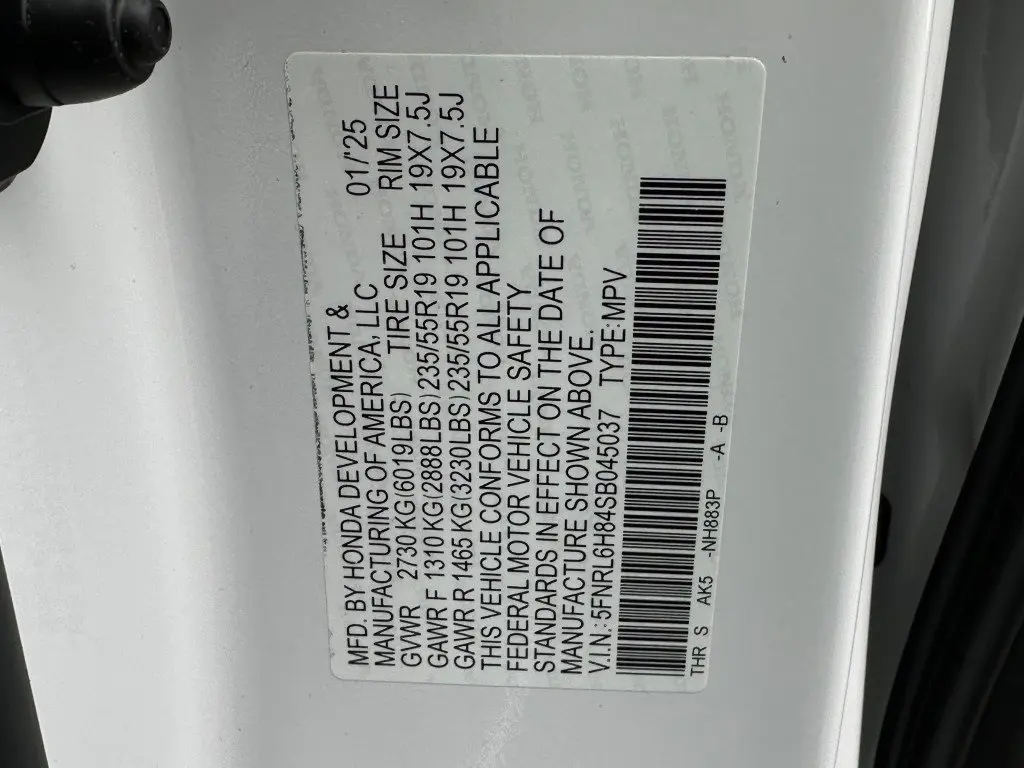 MFD. BY HONDA DEVELOPMENT &
MANUFACTURING OF AMERICA, LLC 01/'25
GVWR 2730 KG(6019LBS) TIRE SIZE RIM SIZE
GAWR F 1310 KG(2888LBS)235/55R19 101H 19X7.5J
GAWR R 1465 KG(3230LBS)235/55R19 101H 19X7.5J
THIS VEHICLE CONFORMS TO ALL APPLICABLE
FEDERAL MOTOR VEHICLE SAFETY
STANDARDS IN EFFECT ON THE DATE OF
MANUFACTURE SHOWN ABOVE.
V.I.N.:5FNRL6H84SB045037 TYPE:MPV
THR S AK5 -NH883P -A -B